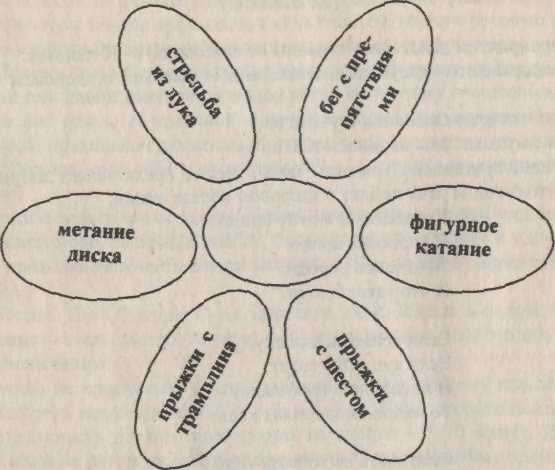 стрельба
из лука
бег с пре-
пятствия-
ми
метание
диска
фигурное
катание
прыжки с
трамплина
прыжки
с шестом